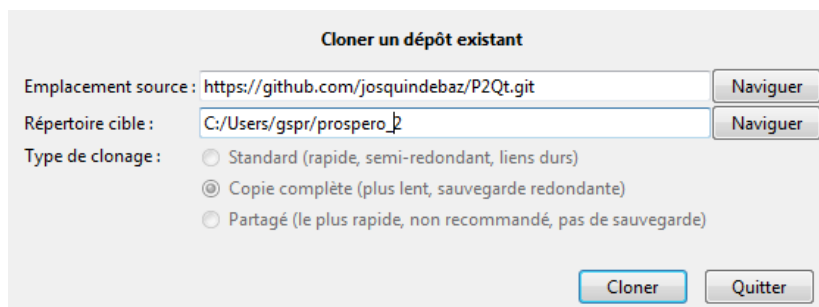 Cloner un dépôt existant
Emplacement source : https://github.com/josquindebaz/P2Qt.git Naviguer
Répertoire cible : C:/Users/gspr/prospero_2 Naviguer
Type de clonage : Standard (rapide, semi-redondant, liens durs)
Copie complète (plus lent, sauvegarde redondante)
Partagé (le plus rapide, non recommandé, pas de sauvegarde)
Cloner Quitter